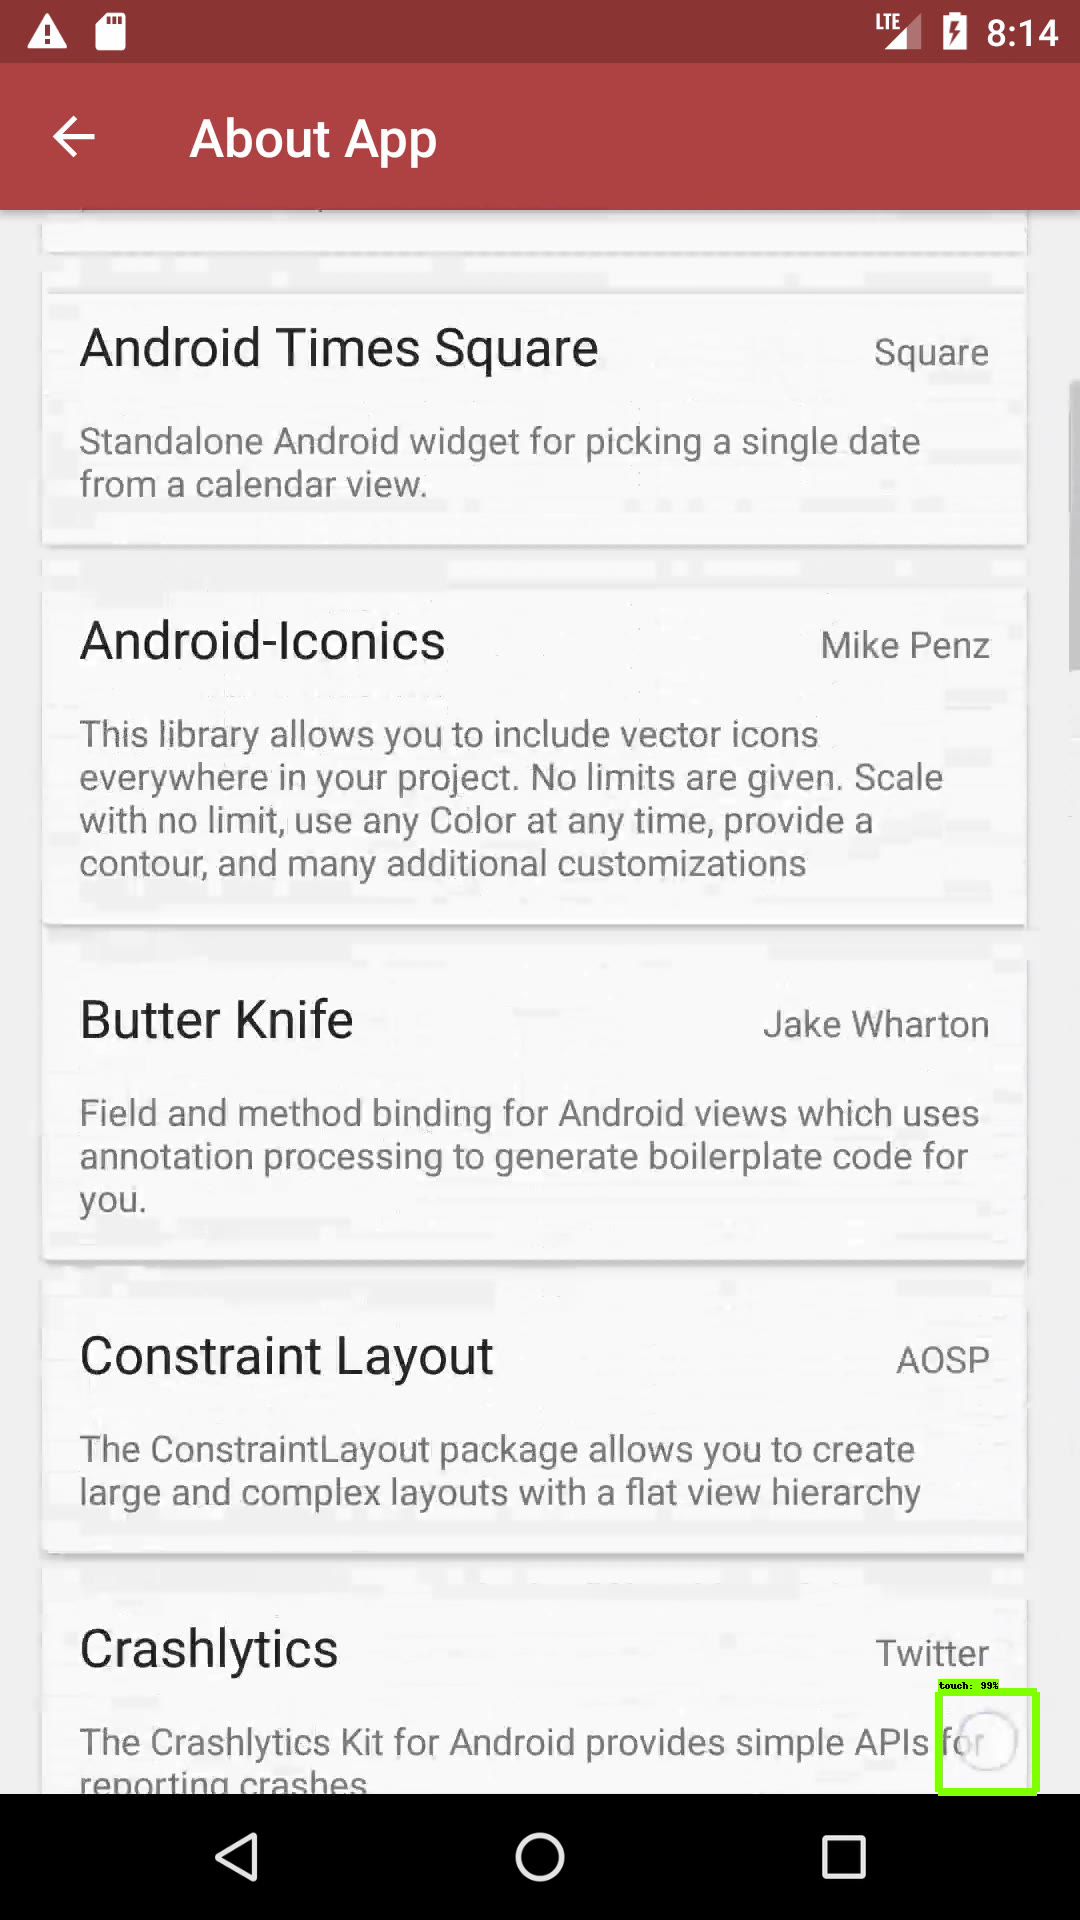 LTE 8:14
About App
Android Times Square Square
Standalone Android widget for picking a single date
from a calendar view.
Android-Iconics Mike Penz
This library allows you to include vector icons
everywhere in your project. No limits are given. Scale
with no limit, use any Color at any time, provide a
contour, and many additional customizations
Butter Knife Jake Wharton
Field and method binding for Android views which uses
annotation processing to generate boilerplate code for
you.
Constraint Layout AOSP
The ConstraintLayout package allows you to create
large and complex layouts with a flat view hierarchy
Crashlytics Twitter
touch: 99%
The Crashlytics Kit for Android provides simple APIs for
reporting crashes